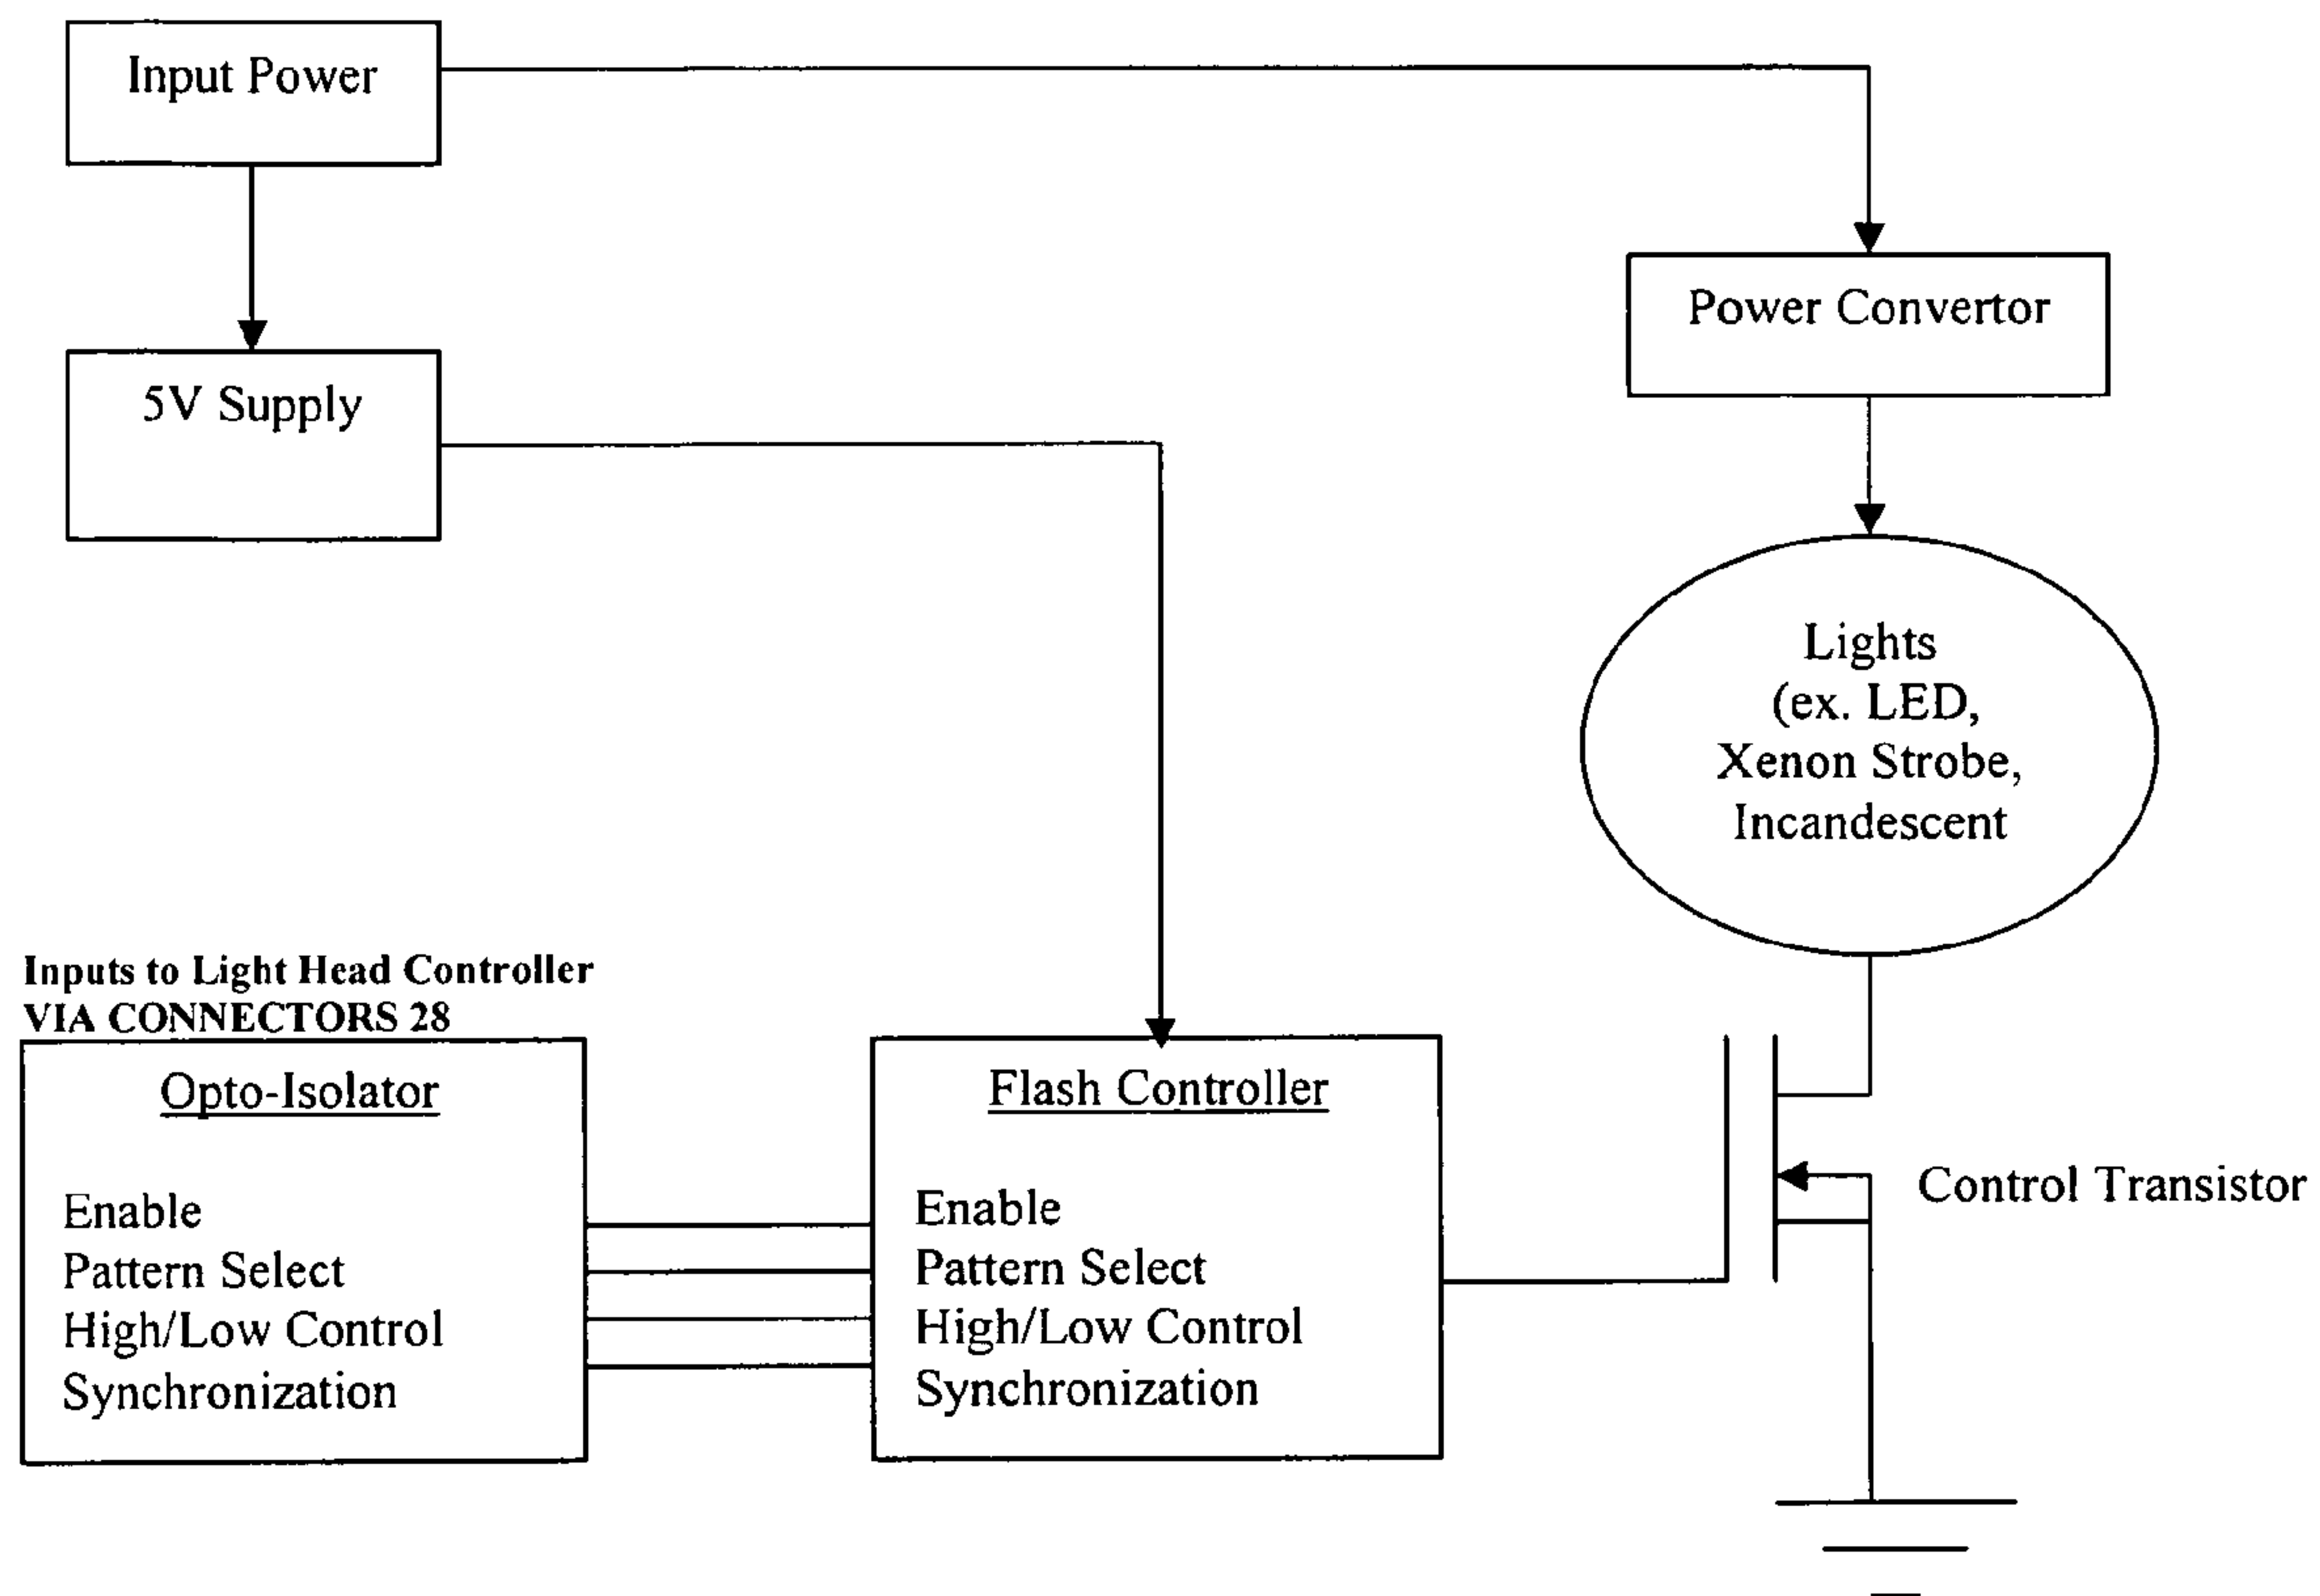 Input Power
Power Convertor
5V Supply
Lights
(ex. LED,
Xenon Strobe,
Incandescent
Inputs to Light Head Controller
VIA CONNECTORS 28
Opto-Isolator
Enable
Pattern Select
High/Low Control
Synchronization
Flash Controller
Enable
Pattern Select
High/Low Control
Synchronization
Control Transistor